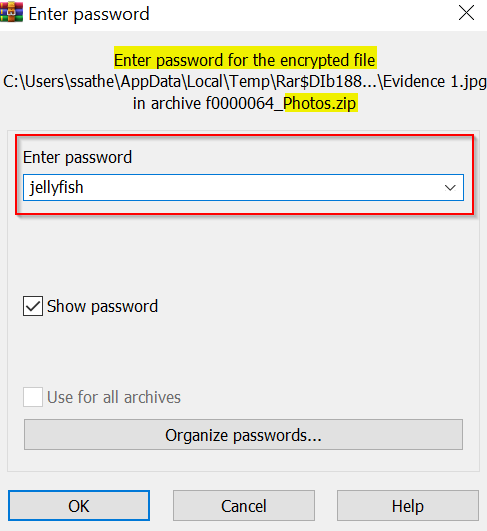 Enter password
Enter password for the encrypted file
C:\Users\ssathe\AppData\Local\Temp\Rar$DIb188...\Evidence 1.jpg
in archive f0000064_Photos.zip
Enter password
jellyfish
Show password
Use for all archives
Organize passwords...
OK Cancel Help